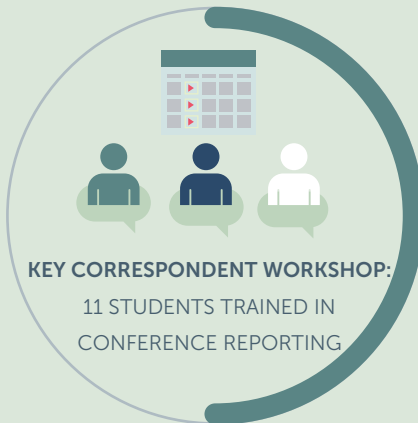 KEY CORRESPONDENT WORKSHOP:
11 STUDENTS TRAINED IN
CONFERENCE REPORTING